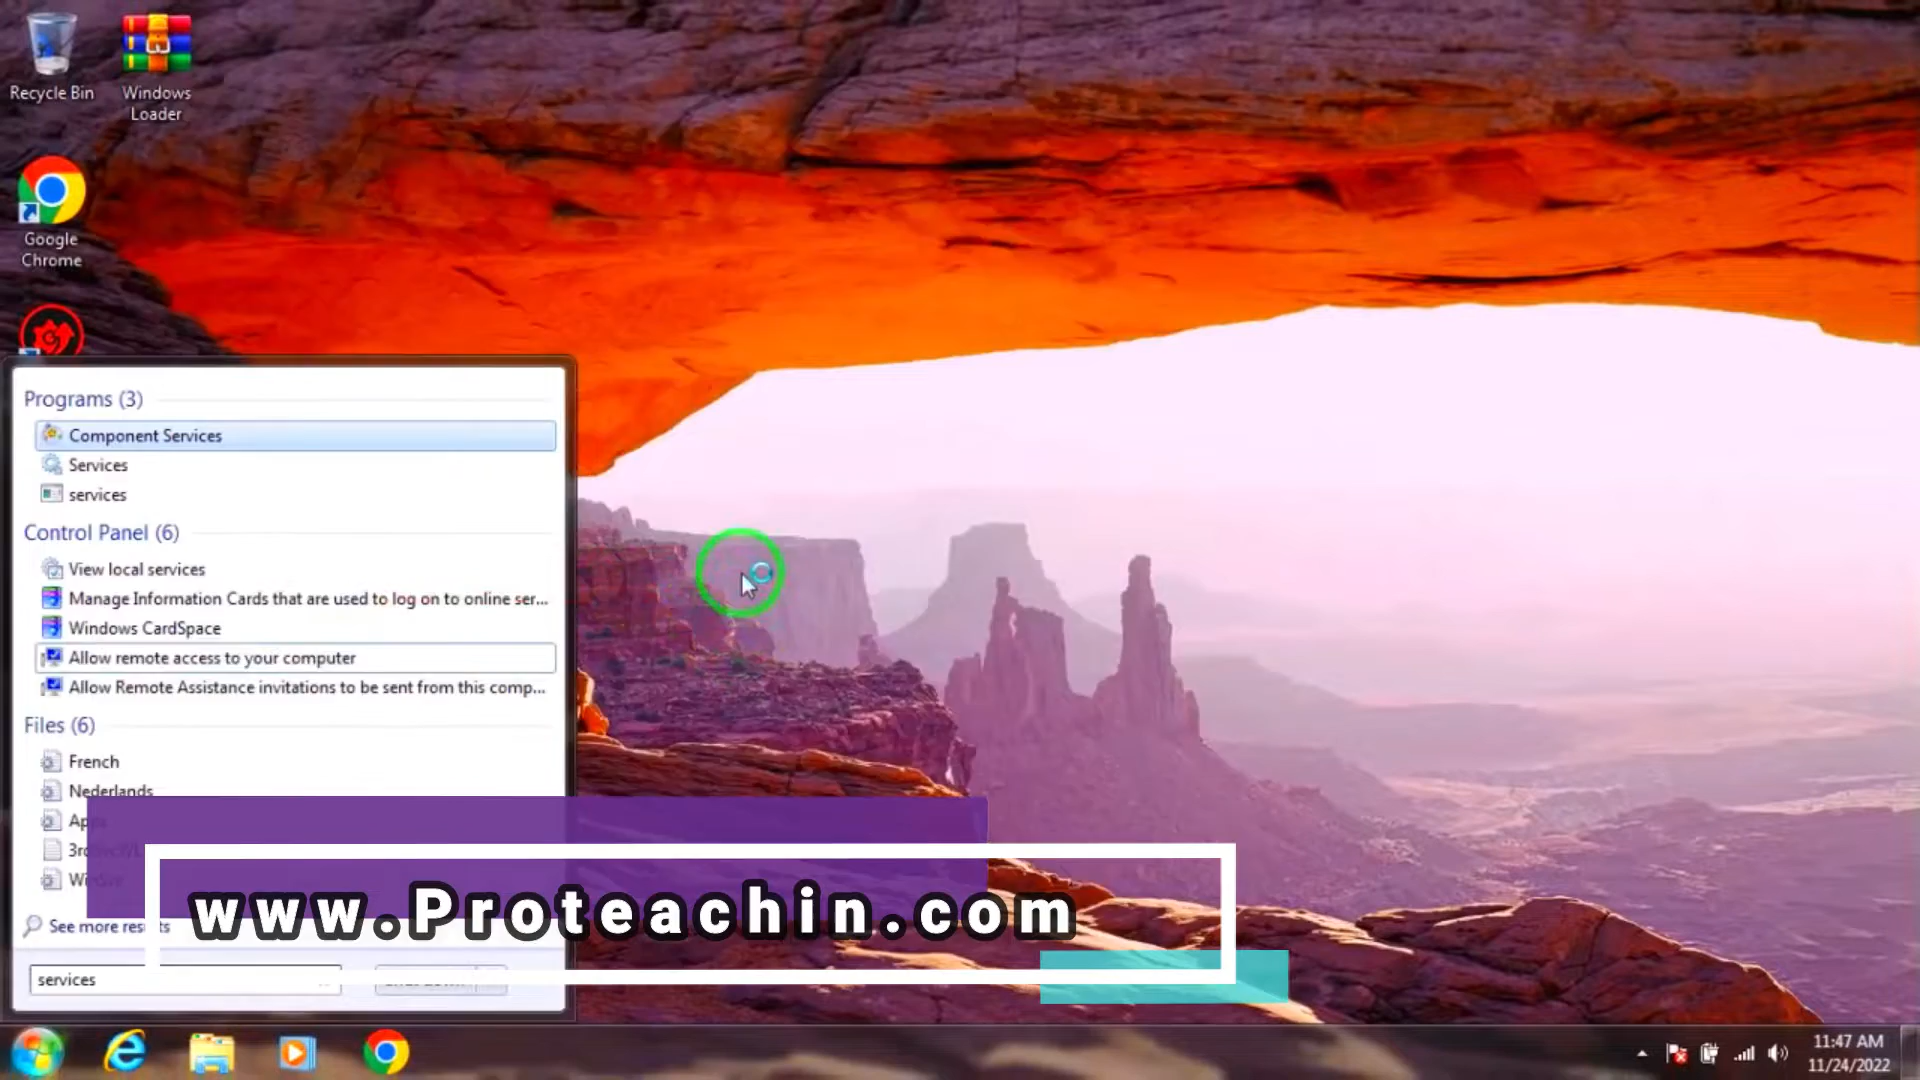 Recycle Bin
Windows
Loader
Google
Chrome
Programs (3)
Component Services
Services
services
Control Panel (6)
View local services
Manage Information Cards that are used to log on to online ser...
Windows CardSpace
Allow remote access to your computer
Allow Remote Assistance invitations to be sent from this comp...
Files (6)
French
Nederlands
See more results
www.Proteachin.com
services
11:47 AM
11/24/2022